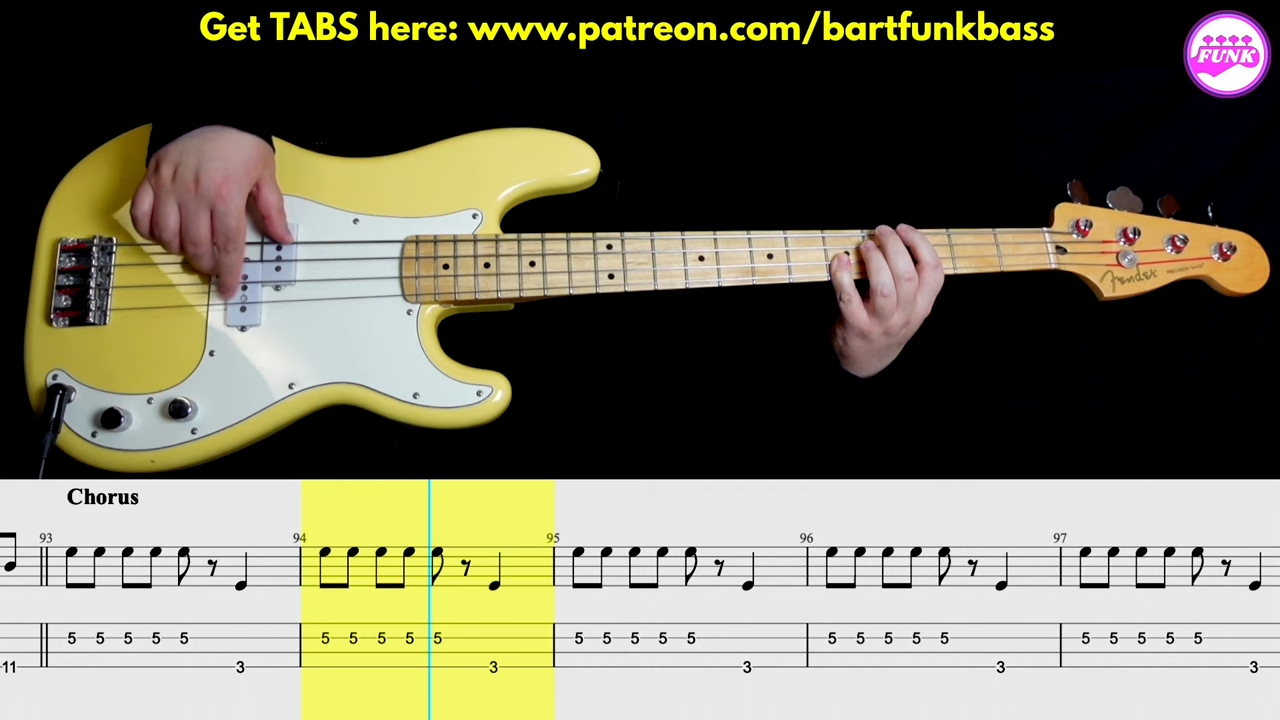 Get TABS here: www.patreon.com/bartfunkbass
FUNK
Fender
PRECISION BASS
Chorus
93 94 95 96 97
5 5 5 5 5 5 5 5 5 5 5 5 5 5 5 5 5 5 5 5 5 5 5 5 5
11 3 3 3 3 3